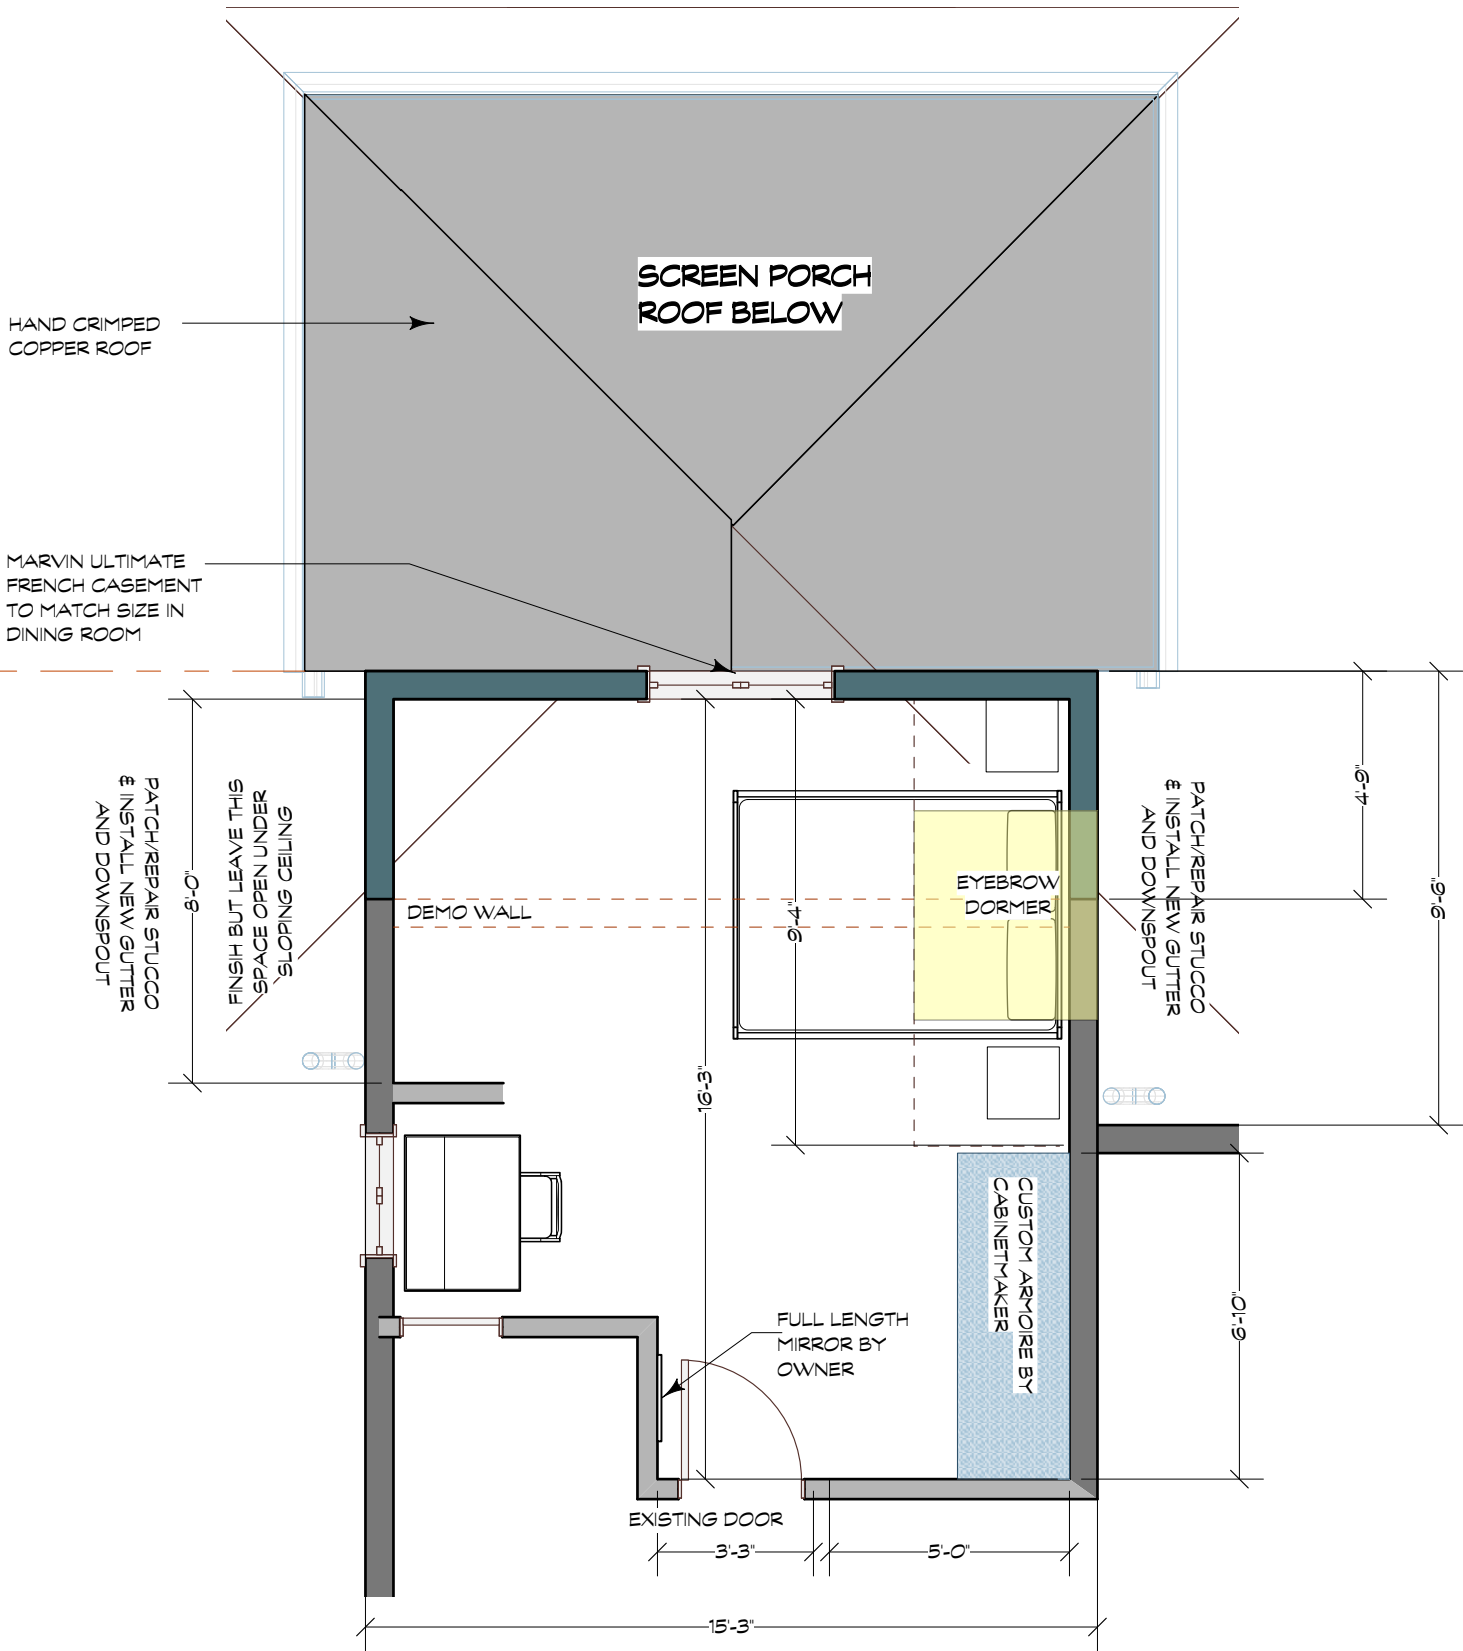 SCREEN PORCH
ROOF BELOW
HAND CRIMPED
COPPER ROOF
MARVIN ULTIMATE
FRENCH CASEMENT
TO MATCH SIZE IN
DINING ROOM
PATCH/REPAIR STUCCO
& INSTALL NEW GUTTER
AND DOWNSPOUT
8'-0"
FINSIH BUT LEAVE THIS
SPACE OPEN UNDER
SLOPING CEILING
DEMO WALL
16'-3"
9'-4"
EYEBROW
DORMER
PATCH/REPAIR STUCCO
& INSTALL NEW GUTTER
AND DOWNSPOUT
4'-9"
9'-6"
CUSTOM ARMOIRE BY
CABINETMAKER
6'-10"
FULL LENGTH
MIRROR BY
OWNER
EXISTING DOOR
3'-3"
5'-0"
15'-3"